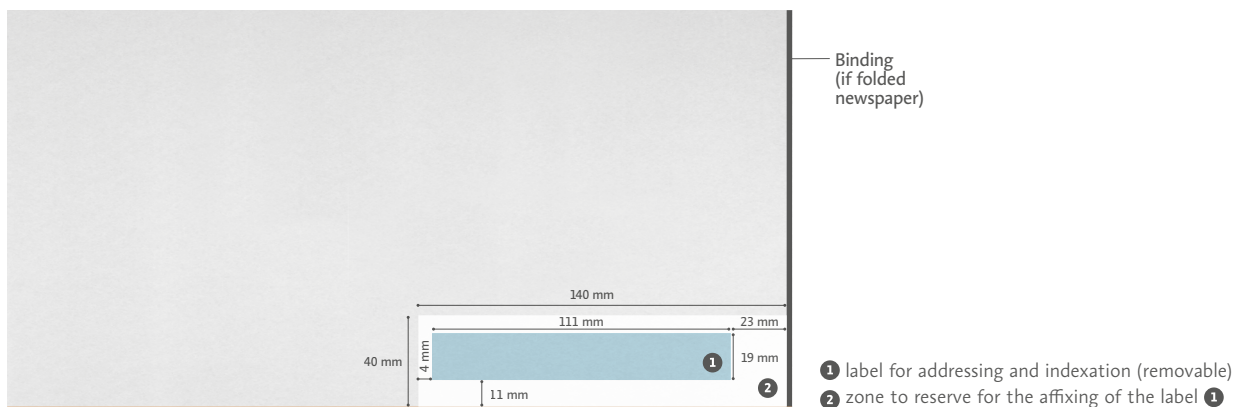 Binding
(if folded
newspaper)
140 mm
111 mm
23 mm
40 mm
4 mm
1
19 mm
2
11 mm
1 label for addressing and indexation (removable)
2 zone to reserve for the affixing of the label 1